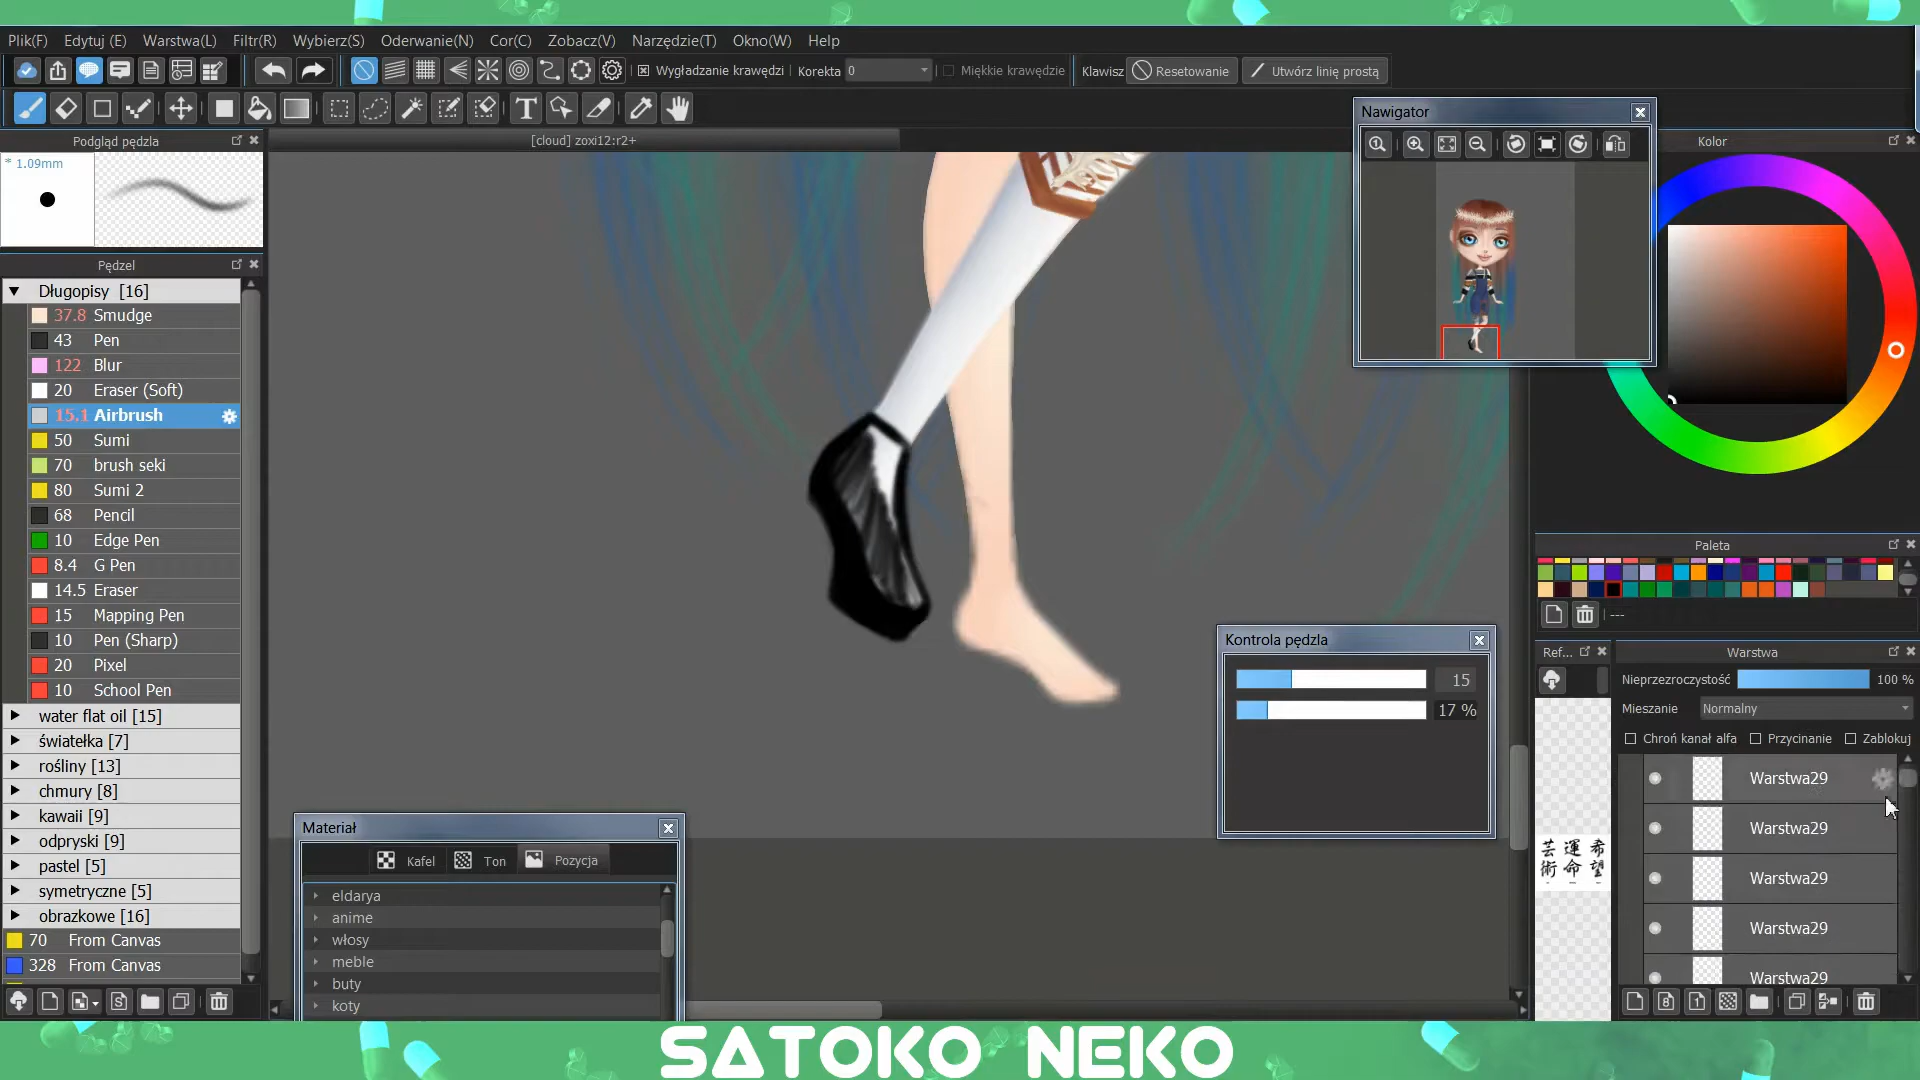 Plik(F) Edytuj (E) Warstwa(L) Filtr(R) Wybierz(S) Oderwanie(N) Cor(C) Zobacz(V) Narzędzie(T) Okno(W) Help
Wygładzanie krawędzi Korekta 0 Miękkie krawędzie Klawisz Resetowanie Utwórz linię prostą
Podgląd pędzla
[cloud] zoxi12:r2+
* 1.09mm
Pędzel
Długopisy [16]
37.8 Smudge
43 Pen
122 Blur
20 Eraser (Soft)
15.1 Airbrush
50 Sumi
70 brush seki
80 Sumi 2
68 Pencil
10 Edge Pen
8.4 G Pen
14.5 Eraser
15 Mapping Pen
10 Pen (Sharp)
20 Pixel
10 School Pen
water flat oil [15]
światełka [7]
rośliny [13]
chmury [8]
kawaii [9]
odpryski [9]
pastel [5]
symetryczne [5]
obrazkowe [16]
70 From Canvas
328 From Canvas
Materiał
Kafel Ton Pozycja
eldarya
anime
włosy
meble
buty
koty
Kontrola pędzla
15
17 %
Nawigator
Kolor
Paleta
---
Ref...
希望
運命
芸術
Warstwa
Nieprzezroczystość 100 %
Mieszanie Normalny
Chroń kanał alfa Przycinanie Zablokuj
Warstwa29
Warstwa29
Warstwa29
Warstwa29
Warstwa29
SATOKO NEKO